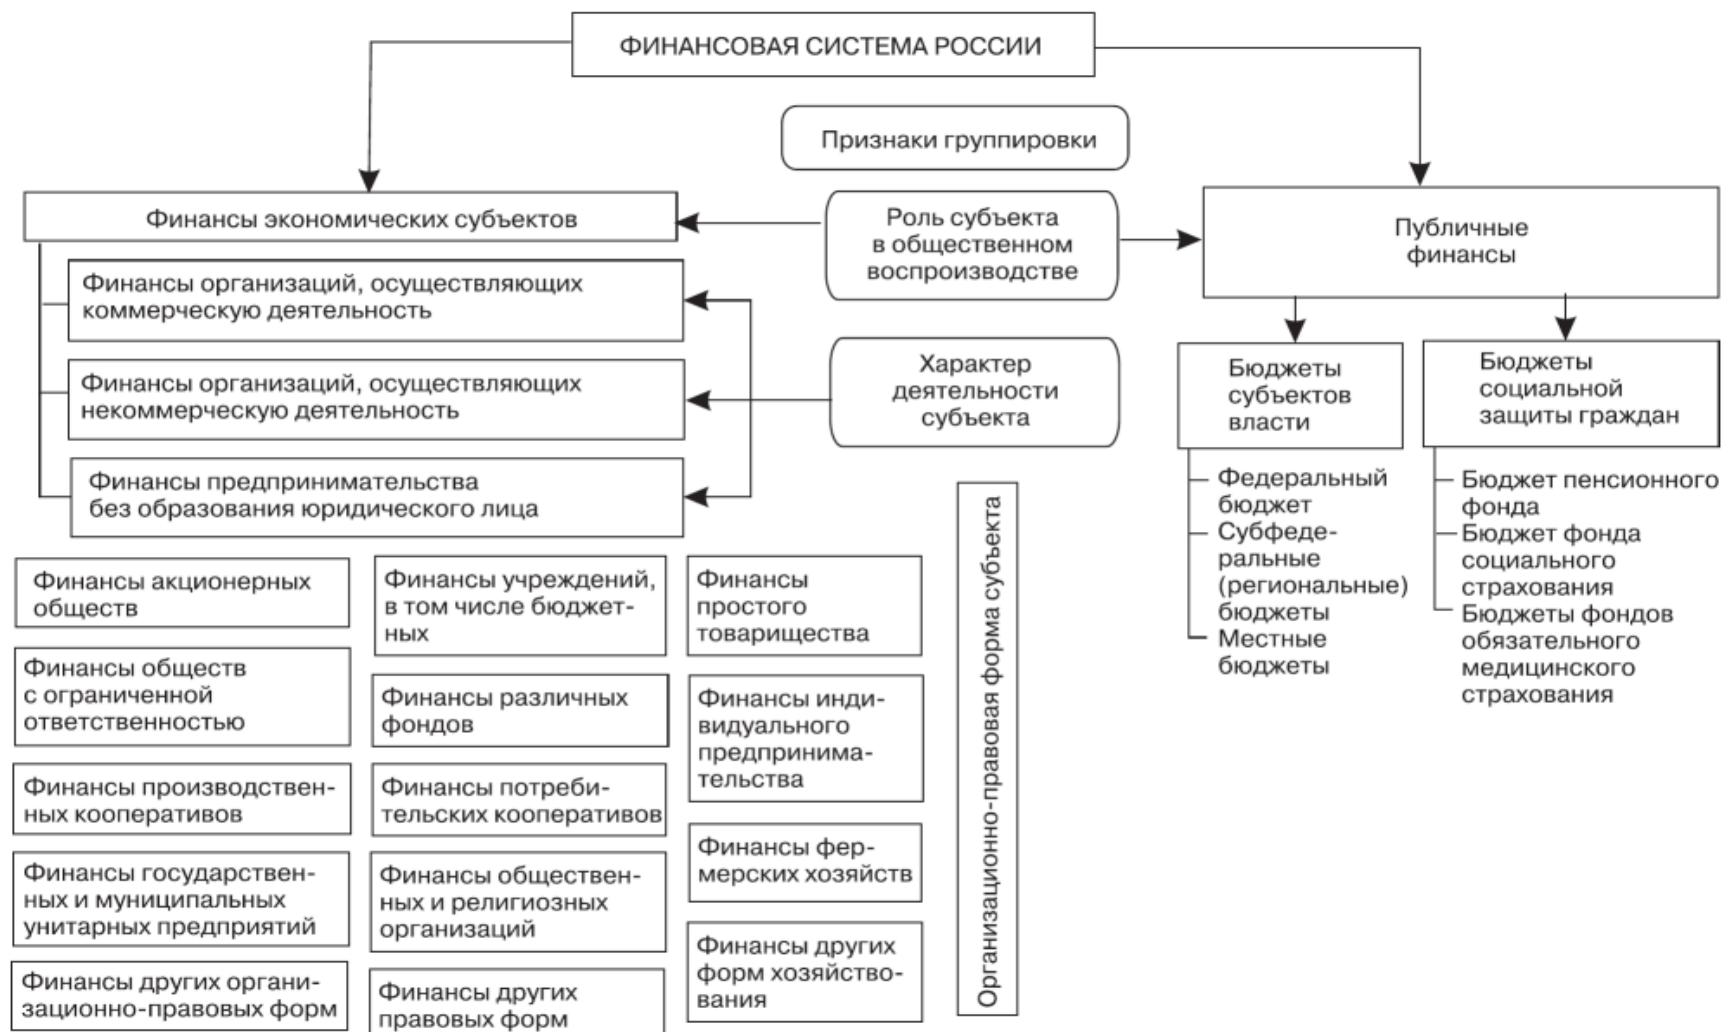 ФИНАНСОВАЯ СИСТЕМА РОССИИ
Признаки группировки
Финансы экономических субъектов
Роль субъекта
в общественном
воспроизводстве
Публичные
финансы
Финансы организаций, осуществляющих
коммерческую деятельность
Финансы организаций, осуществляющих
некоммерческую деятельность
Финансы предпринимательства
без образования юридического лица
Характер
деятельности
субъекта
Бюджеты
субъектов
власти
Бюджеты
социальной
защиты граждан
Федеральный
бюджет
Субфеде-
ральные
(региональные)
бюджеты
Местные
бюджеты
Бюджет пенсионного
фонда
Бюджет фонда
социального
страхования
Бюджеты фондов
обязательного
медицинского
страхования
Финансы акционерных
обществ
Финансы обществ
с ограниченной
ответственностью
Финансы производствен-
ных кооперативов
Финансы государствен-
ных и муниципальных
унитарных предприятий
Финансы других органи-
зационно-правовых форм
Финансы учреждений,
в том числе бюджет-
ных
Финансы различных
фондов
Финансы потреби-
тельских кооперативов
Финансы обществен-
ных и религиозных
организаций
Финансы других
правовых форм
Финансы
простого
товарищества
Финансы инди-
видуального
предпринима-
тельства
Финансы фер-
мерских хозяйств
Финансы других
форм хозяйство-
вания
Организационно-правовая форма субъекта